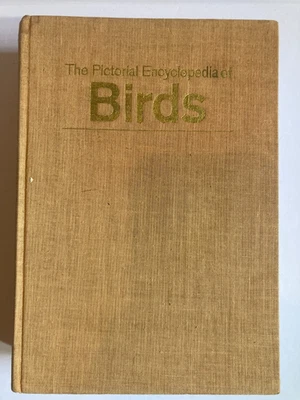 The Pictorial Encyclopedia of
Birds